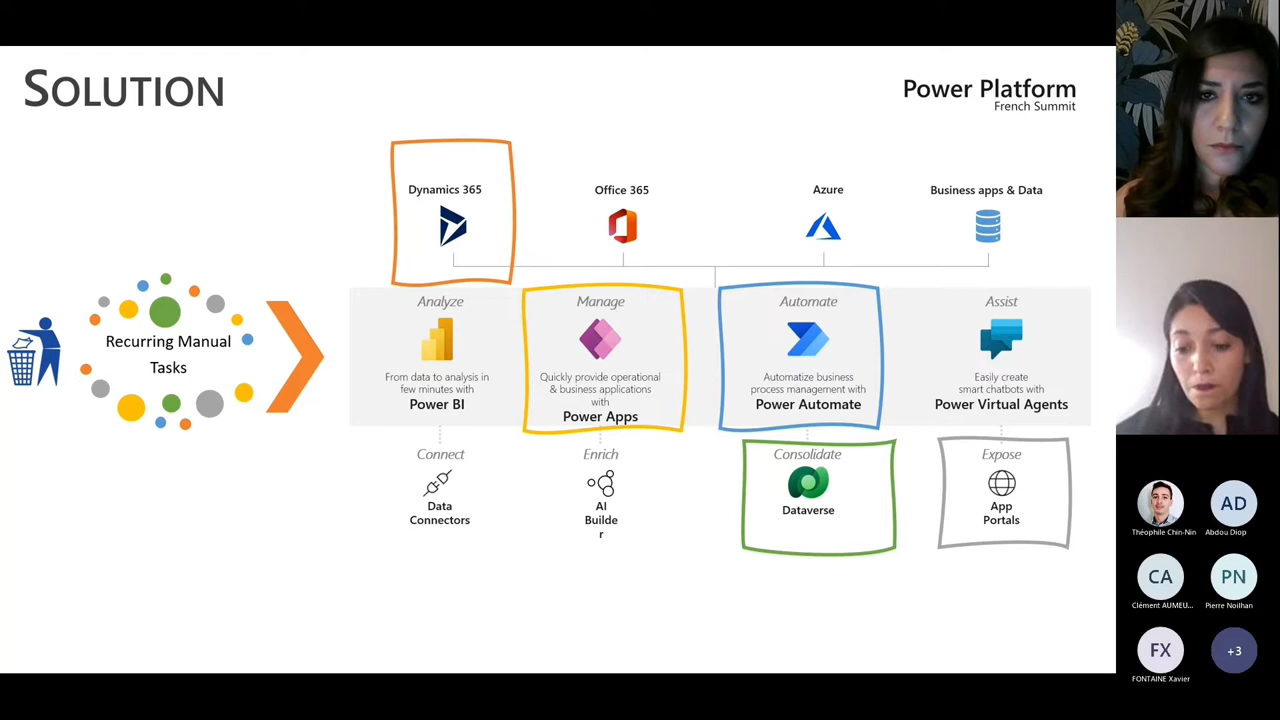 SOLUTION
Power Platform
French Summit
Dynamics 365
Office 365
Azure
Business apps & Data
Recurring Manual
Tasks
Analyze
From data to analysis in
few minutes with
Power BI
Manage
Quickly provide operational
& business applications
with
Power Apps
Automate
Automatize business
process management with
Power Automate
Assist
Easily create
smart chatbots with
Power Virtual Agents
Connect
Data
Connectors
Enrich
AI
Builde
r
Consolidate
Dataverse
Expose
App
Portals
Théophile Chin-Nin
AD
Abdou Diop
CA
Clément AUMEU...
PN
Pierre Noilhan
FX
FONTAINE Xavier
+3